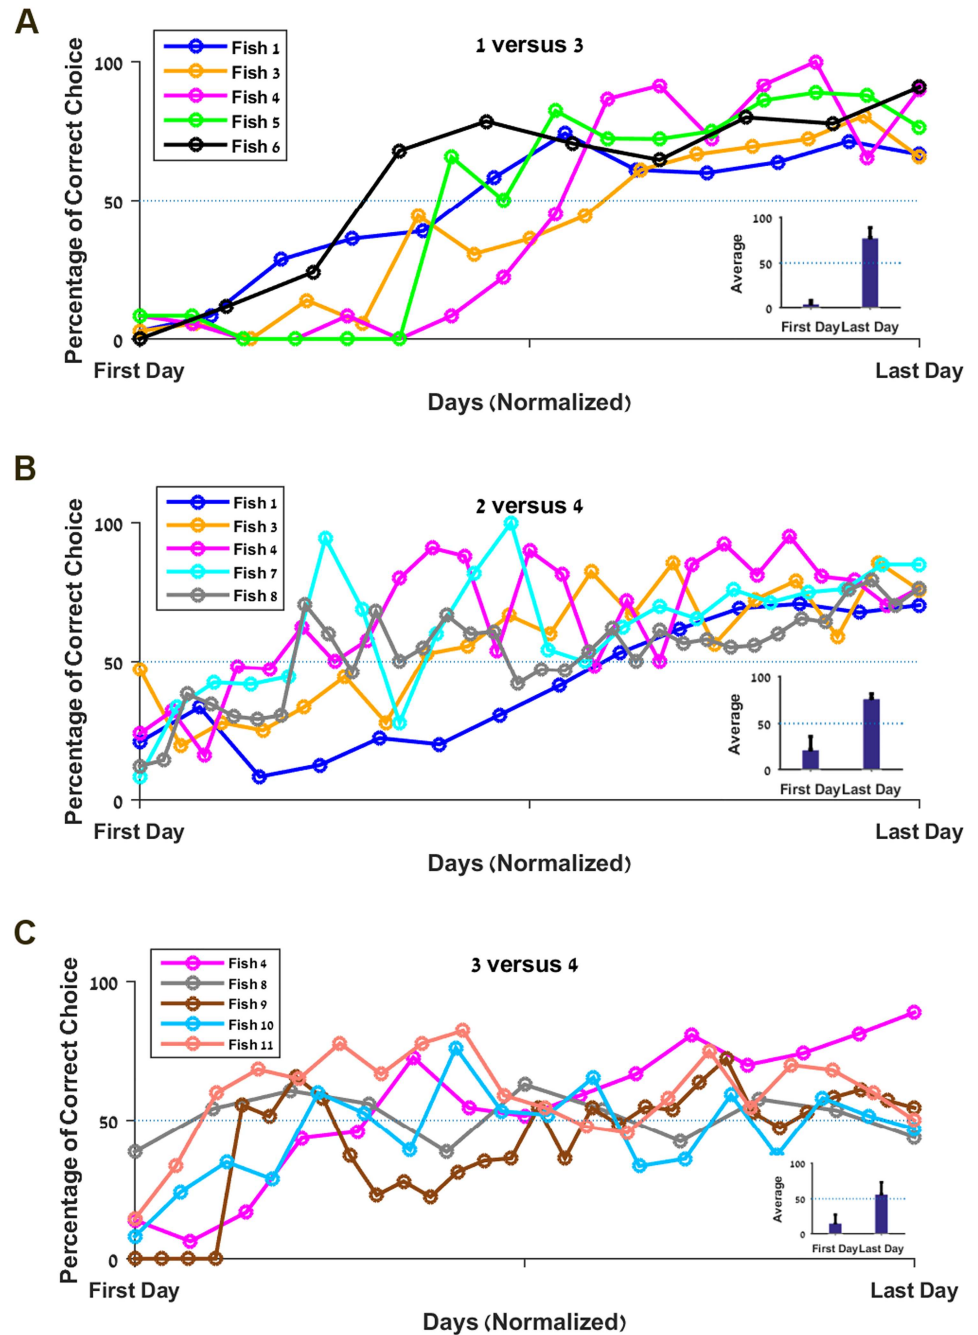 A
1 versus 3
Fish 1
Fish 3
Fish 4
Fish 5
Fish 6
Percentage of Correct Choice
100
50
0
First Day
Last Day
Days (Normalized)
Average
100
50
0
First Day Last Day
B
2 versus 4
Fish 1
Fish 3
Fish 4
Fish 7
Fish 8
Percentage of Correct Choice
100
50
0
First Day
Last Day
Days (Normalized)
Average
100
50
0
First Day Last Day
C
3 versus 4
Fish 4
Fish 8
Fish 9
Fish 10
Fish 11
Percentage of Correct Choice
100
50
0
First Day
Last Day
Days (Normalized)
Average
100
50
0
First Day Last Day